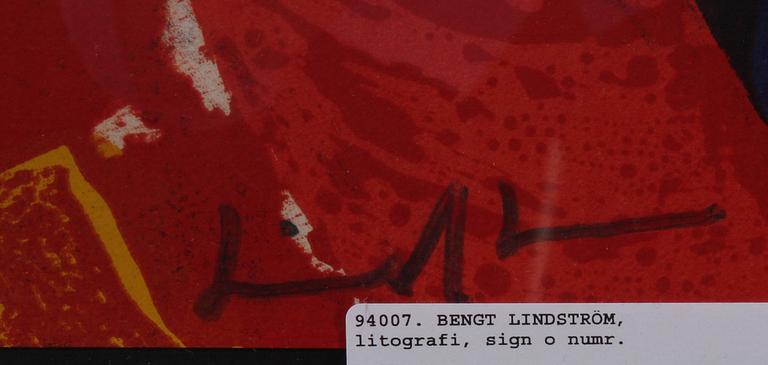 94007. BENGT LINDSTRÖM,
litografi, sign o numr.